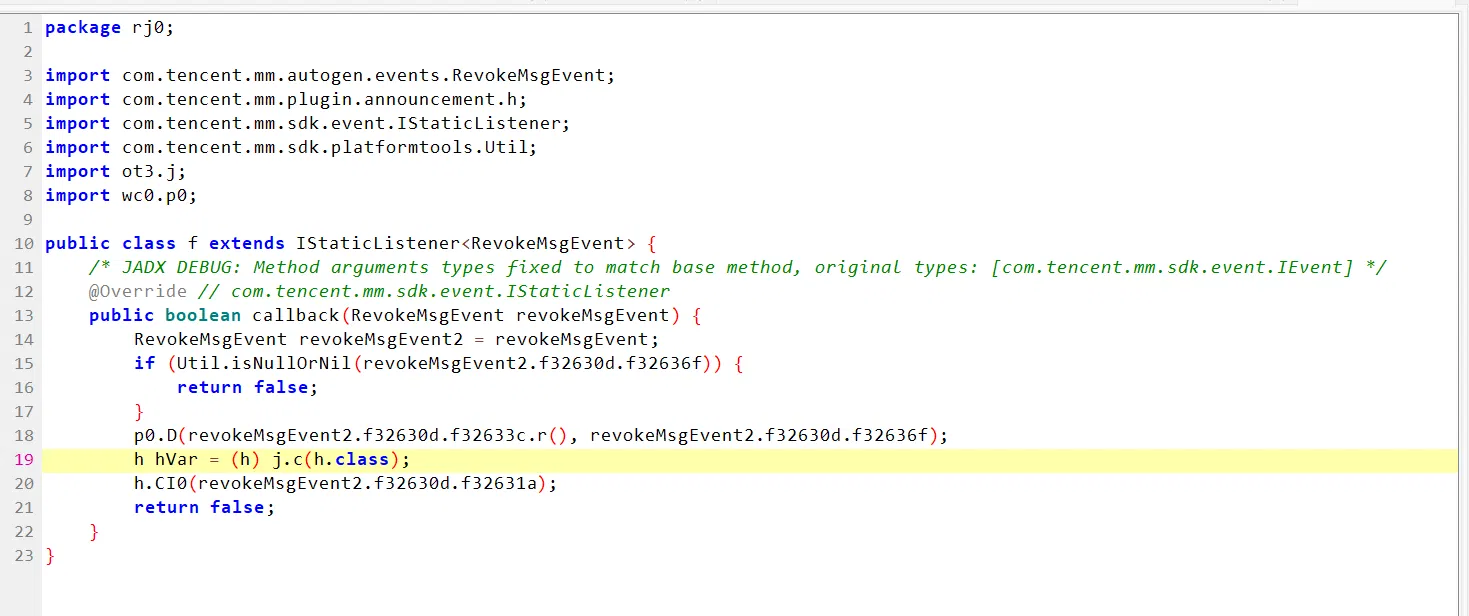 1 package rj0;
2
3 import com.tencent.mm.autogen.events.RevokeMsgEvent;
4 import com.tencent.mm.plugin.announcement.h;
5 import com.tencent.mm.sdk.event.IStaticListener;
6 import com.tencent.mm.sdk.platformtools.Util;
7 import ot3.j;
8 import wc0.p0;
9
10 public class f extends IStaticListener<RevokeMsgEvent> {
11     /* JADX DEBUG: Method arguments types fixed to match base method, original types: [com.tencent.mm.sdk.event.IEvent] */
12     @Override // com.tencent.mm.sdk.event.IStaticListener
13     public boolean callback(RevokeMsgEvent revokeMsgEvent) {
14         RevokeMsgEvent revokeMsgEvent2 = revokeMsgEvent;
15         if (Util.isNullOrNil(revokeMsgEvent2.f32630d.f32636f)) {
16             return false;
17         }
18         p0.D(revokeMsgEvent2.f32630d.f32633c.r(), revokeMsgEvent2.f32630d.f32636f);
19         h hVar = (h) j.c(h.class);
20         h.CI0(revokeMsgEvent2.f32630d.f32631a);
21         return false;
22     }
23 }